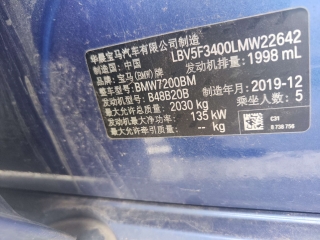 华晨宝马汽车有限公司制造
制造国：中国 LBV5F3400LMW22642
品牌：宝马(BMW)牌 发动机排量：1998 mL
整车型号：BMW7200BM
发动机型号：B48B20B 制造年月：2019-12
最大允许总质量：2030 kg 乘坐人数：5
发动机最大净功率：135 kW
最大允许牵引质量：-- kg
C31